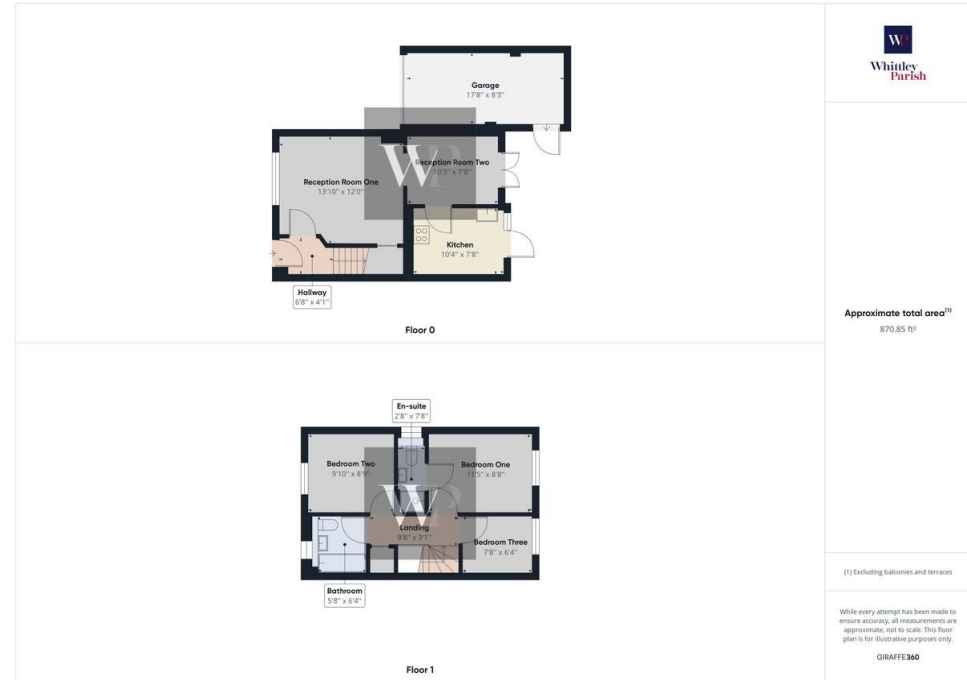 Garage
17'8" x 8'3"
Reception Room One
13'10" x 12'0"
Reception Room Two
10'3" x 7'8"
WP
Kitchen
10'4" x 7'8"
Hallway
6'8" x 4'1"
Floor 0
En-suite
2'8" x 7'8"
Bedroom Two
9'10" x 8'9"
Bedroom One
11'5" x 8'8"
WP
Landing
9'8" x 3'1"
Bedroom Three
7'8" x 6'4"
Bathroom
5'8" x 6'4"
Floor 1
WP
Whittley
Parish
Approximate total area(1)
870.85 ft²
(1) Excluding balconies and terraces
While every attempt has been made to
ensure accuracy, all measurements are
approximate, not to scale. This floor
plan is for illustrative purposes only.
GIRAFFE360